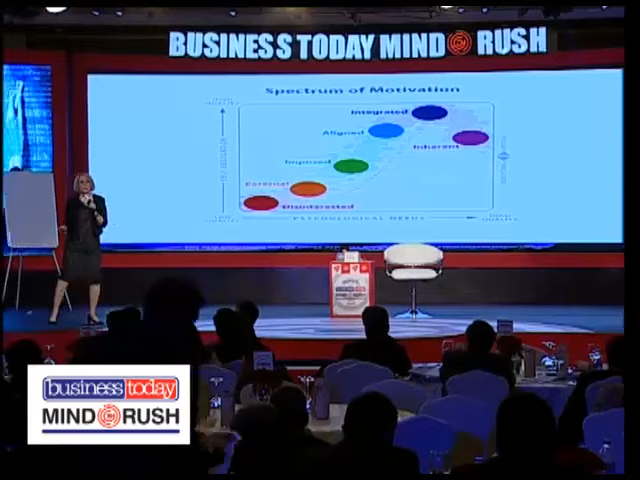 BUSINESS TODAY MIND RUSH
Spectrum of Motivation
Integrated
Aligned
Inherent
Imposed
External
Disinterested
PSYCHOLOGICAL NEEDS
business today
MIND RUSH